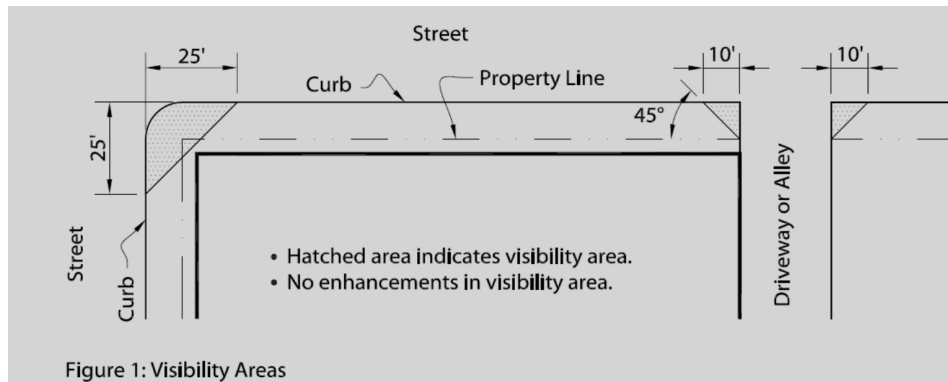 Street
25'
10'
10'
Curb
Property Line
45°
25'
Street
Curb
Driveway or Alley
• Hatched area indicates visibility area.
• No enhancements in visibility area.
Figure 1: Visibility Areas